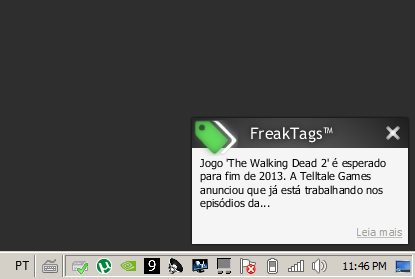 FreakTags™
Jogo 'The Walking Dead 2' é esperado
para fim de 2013. A Telltale Games
anunciou que já está trabalhando nos
episódios da...
Leia mais
PT 9 11:46 PM